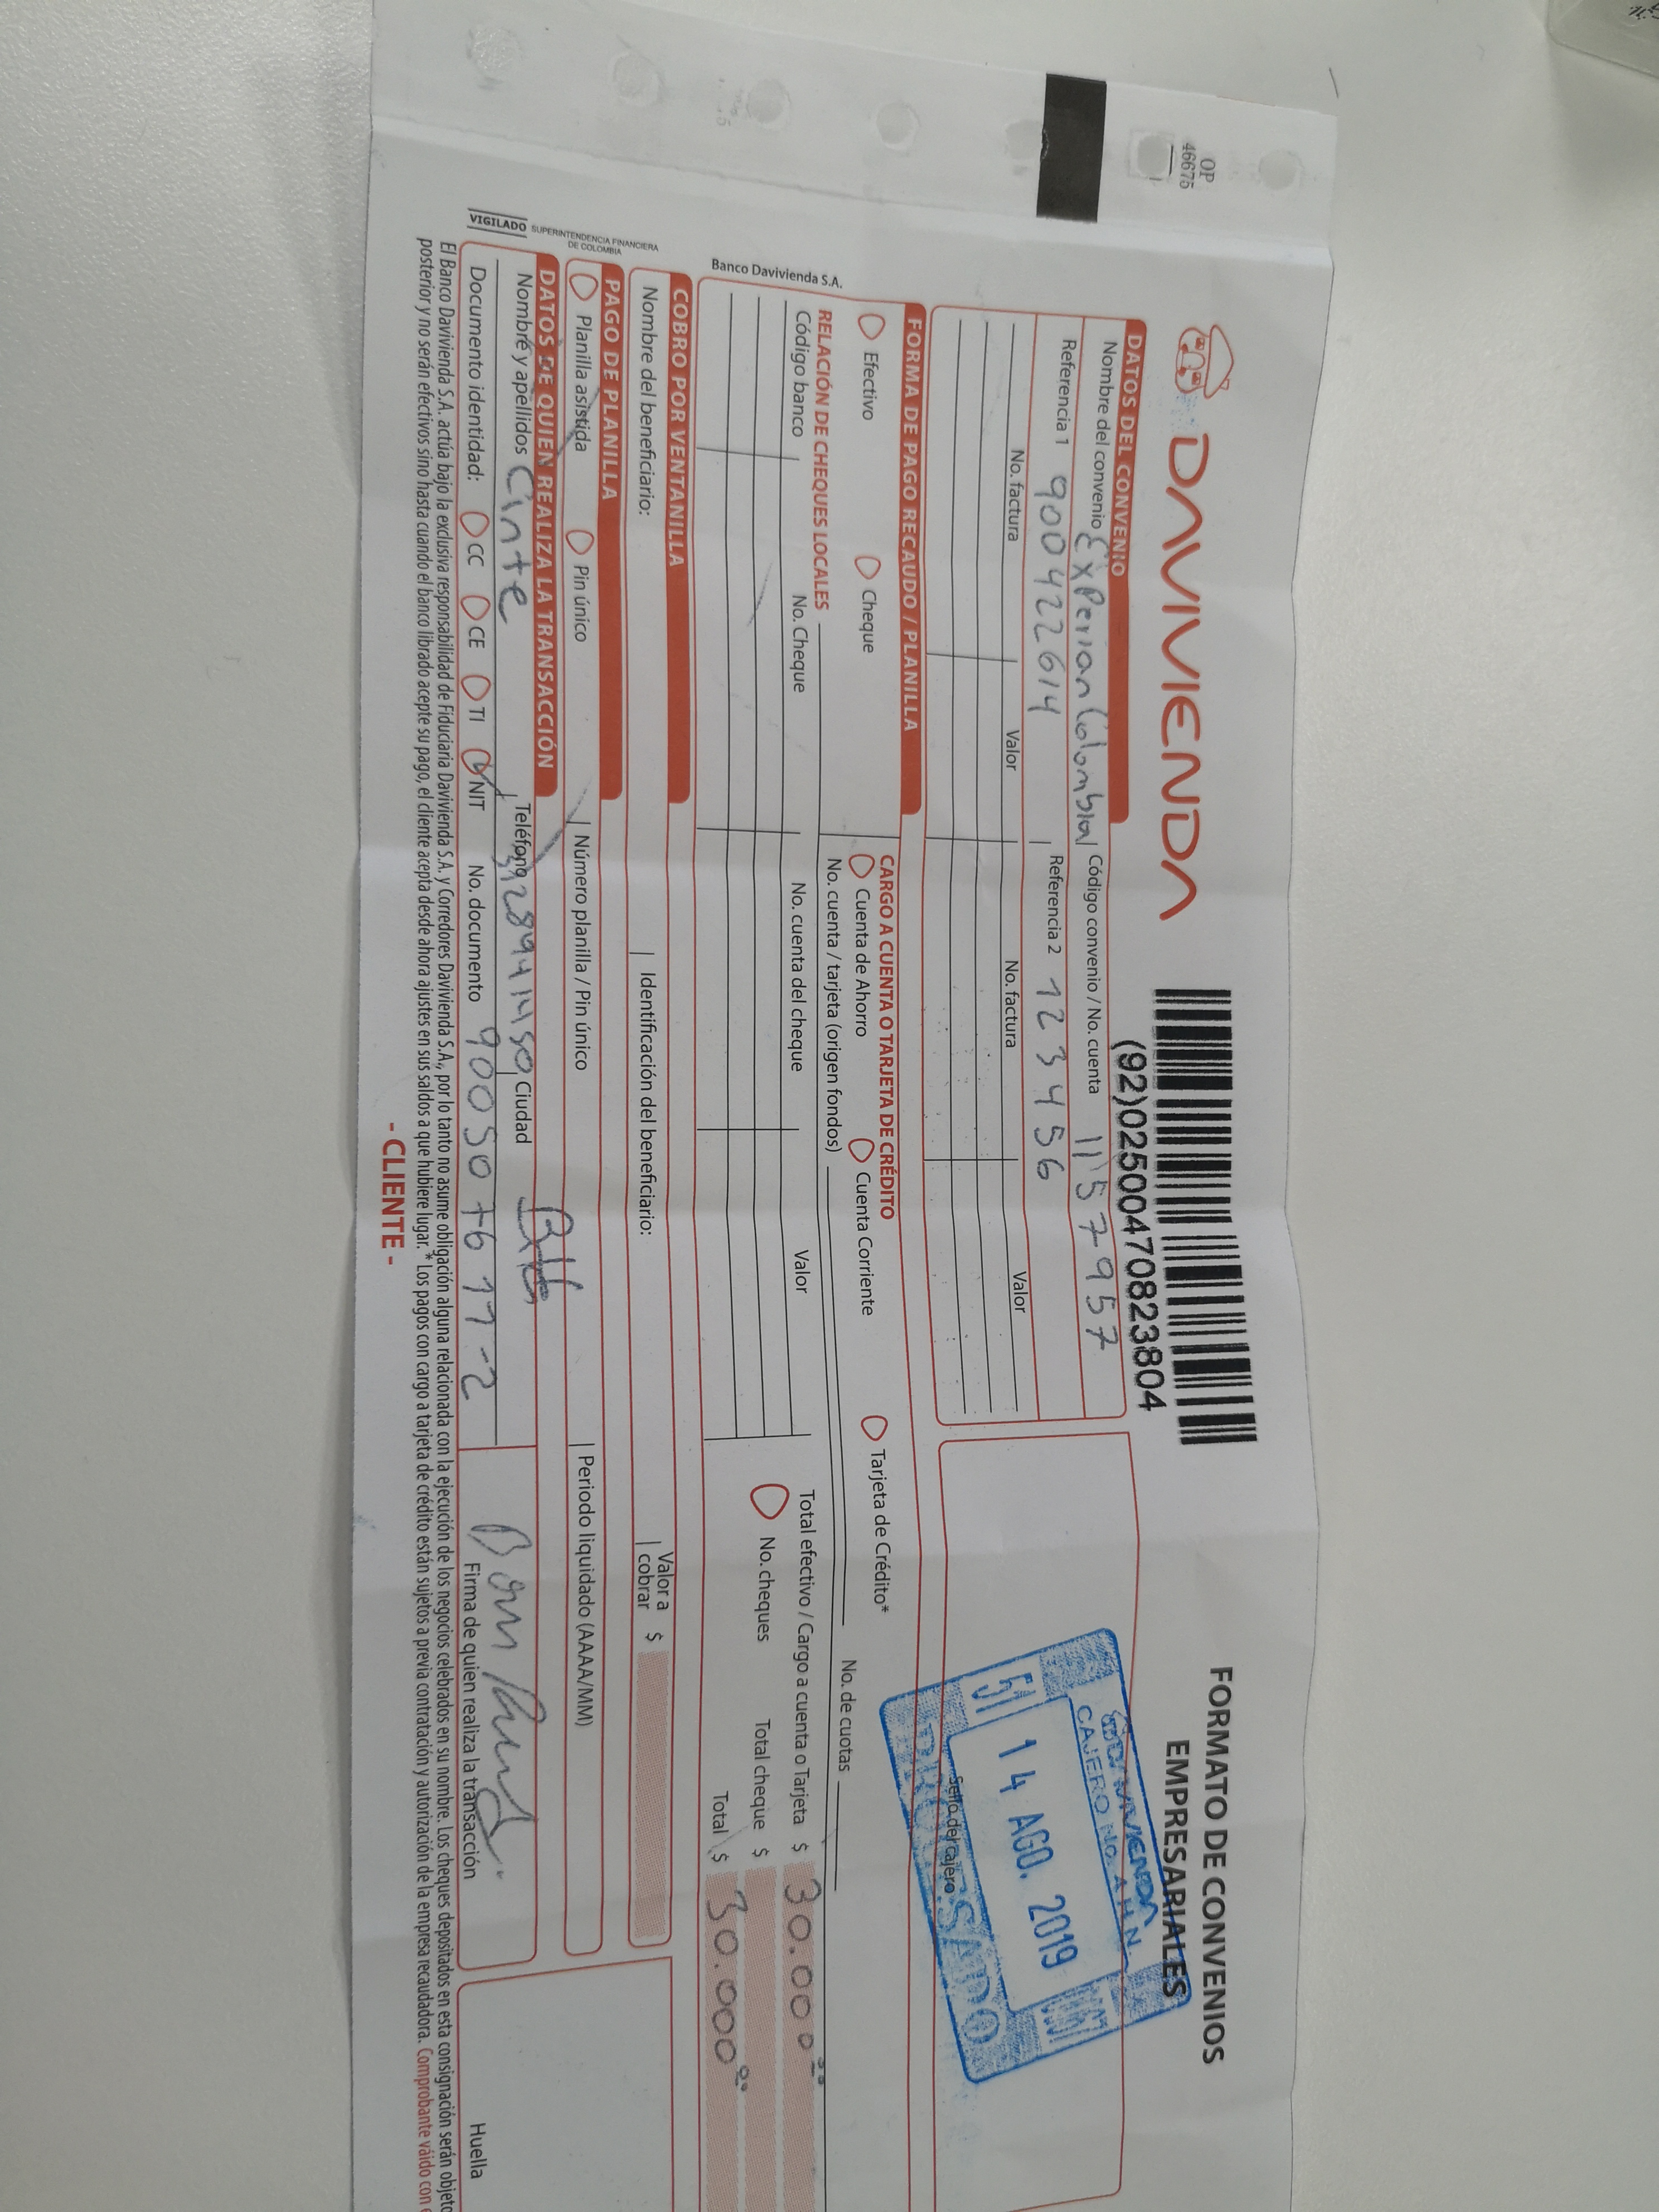 OP
46675
DAVIVIENDA
(92)02500470823804
FORMATO DE CONVENIOS
EMPRESARIALES
DATOS DEL CONVENIO
Nombre del convenio Experian Colombia Código convenio / No. cuenta 11157957
Referencia 1 900422614 Referencia 2 123456
No. factura Valor No. factura Valor
DAVIVIENDA
CAJERO NO.
51 14 AGO. 2019
Sello del cajero
PROCESADO
FORMA DE PAGO RECAUDO / PLANILLA
CARGO A CUENTA O TARJETA DE CRÉDITO
Efectivo Cheque Cuenta de Ahorro Cuenta Corriente Tarjeta de Crédito*
No. cuenta / tarjeta (origen fondos) No. de cuotas
RELACIÓN DE CHEQUES LOCALES
Código banco No. Cheque No. cuenta del cheque Valor
Total efectivo / Cargo a cuenta o Tarjeta $ 30.000 00
No. cheques Total cheque $
Total $ 30.000 00
Banco Davivienda S.A.
COBRO POR VENTANILLA
Nombre del beneficiario: Identificación del beneficiario: Valor a cobrar $
PAGO DE PLANILLA
Planilla asistida Pin único Número planilla / Pin único Periodo liquidado (AAAA/MM)
DATOS DE QUIEN REALIZA LA TRANSACCIÓN
Nombre y apellidos Cinte Teléfono Ciudad
Documento identidad: CC CE TI NIT No. documento 900507617-2
Firma de quien realiza la transacción
Huella
VIGILADO SUPERINTENDENCIA FINANCIERA
DE COLOMBIA
El Banco Davivienda S.A. actúa bajo la exclusiva responsabilidad de Fiduciaria Davivienda S.A. y Corredores Davivienda S.A., por lo tanto no asume obligación alguna relacionada con la ejecución de los negocios celebrados en su nombre. Los cheques depositados en esta consignación serán objeto
posterior y no serán efectivos sino hasta cuando el banco librado acepte su pago, el cliente acepta desde ahora ajustes en sus saldos a que hubiere lugar.* Los pagos con cargo a tarjeta de crédito están sujetos a previa contratación y autorización de la empresa recaudadora. Comprobante váido con
- CLIENTE -